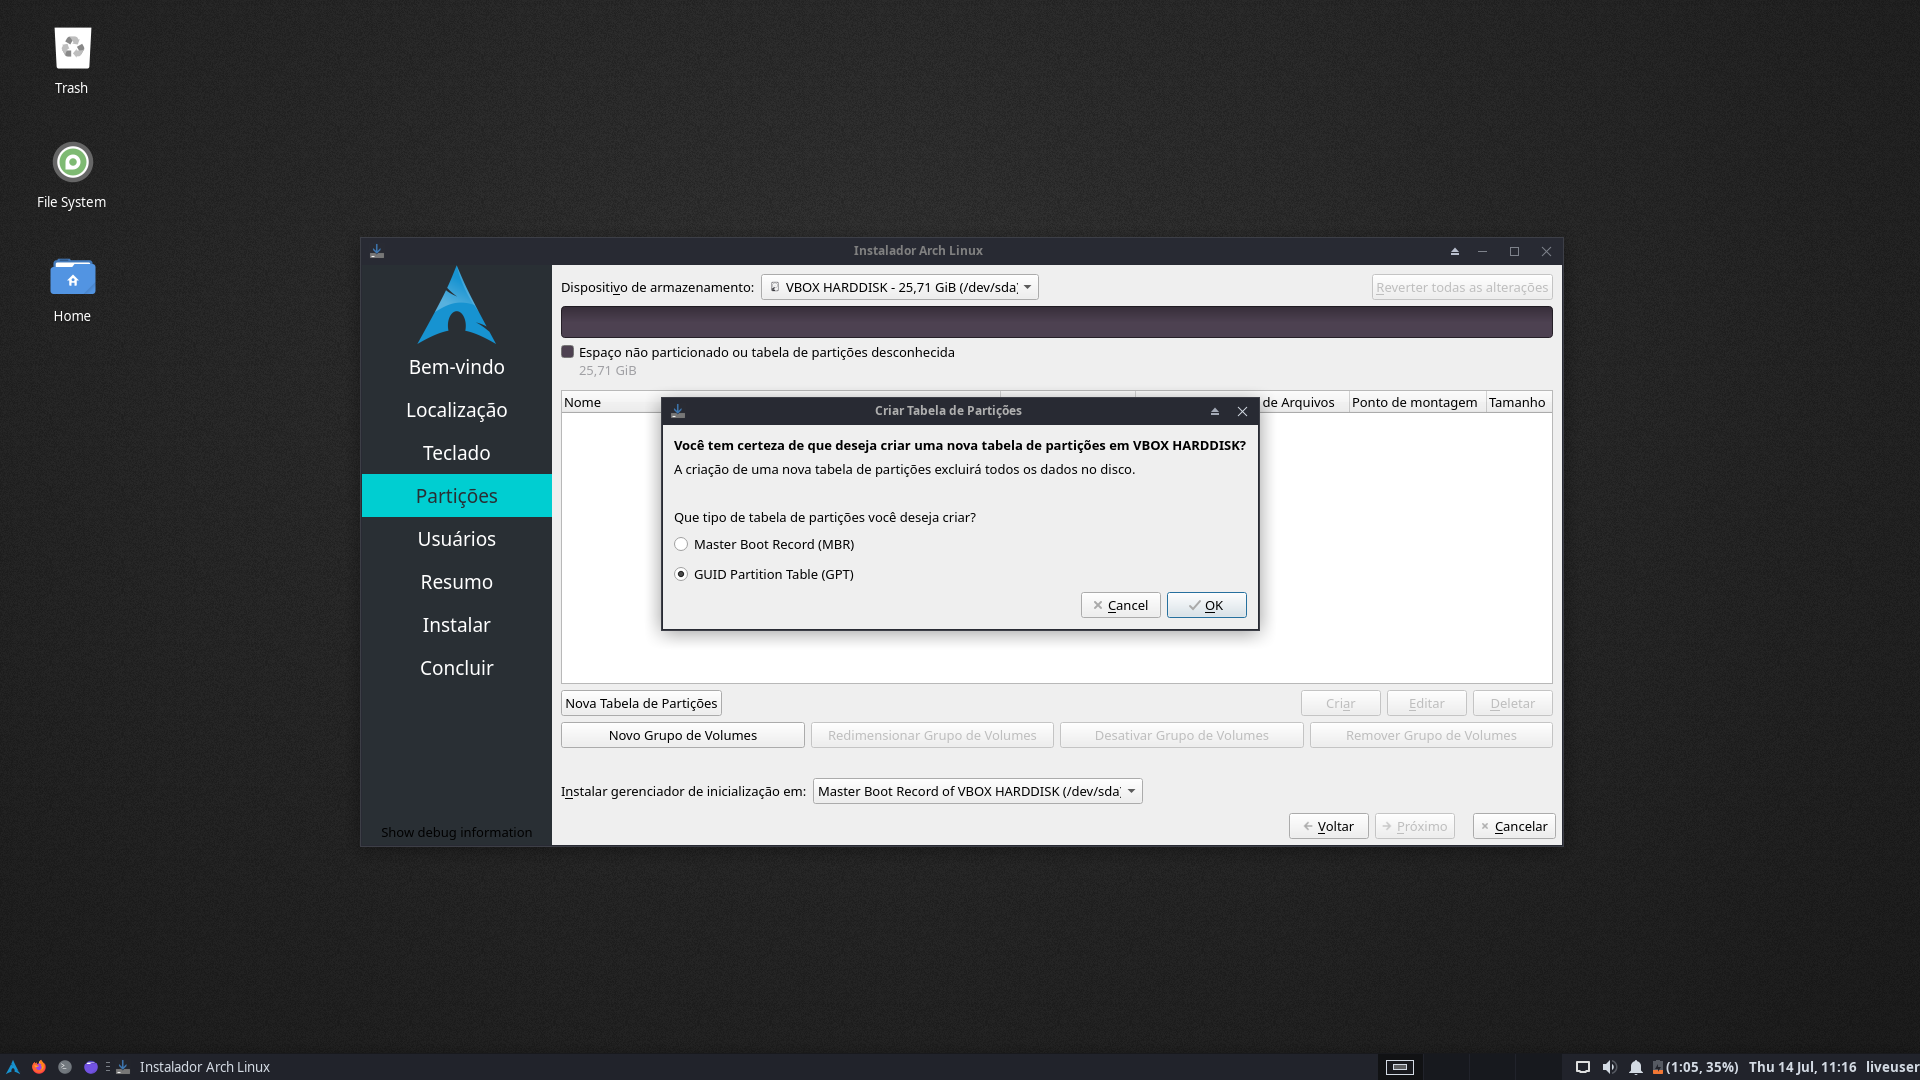 Trash
File System
Home
Instalador Arch Linux
Bem-vindo
Localização
Teclado
Partições
Usuários
Resumo
Instalar
Concluir
Show debug information
Dispositivo de armazenamento: VBOX HARDDISK - 25,71 GiB (/dev/sda) Reverter todas as alterações
Espaço não particionado ou tabela de partições desconhecida
25,71 GiB
Nome de Arquivos Ponto de montagem Tamanho
Criar Tabela de Partições
Você tem certeza de que deseja criar uma nova tabela de partições em VBOX HARDDISK?
A criação de uma nova tabela de partições excluirá todos os dados no disco.
Que tipo de tabela de partições você deseja criar?
Master Boot Record (MBR)
GUID Partition Table (GPT)
Cancel OK
Nova Tabela de Partições Criar Editar Deletar
Novo Grupo de Volumes Redimensionar Grupo de Volumes Desativar Grupo de Volumes Remover Grupo de Volumes
Instalar gerenciador de inicialização em: Master Boot Record of VBOX HARDDISK (/dev/sda)
Voltar Próximo Cancelar
Instalador Arch Linux (1:05, 35%) Thu 14 Jul, 11:16 liveuser